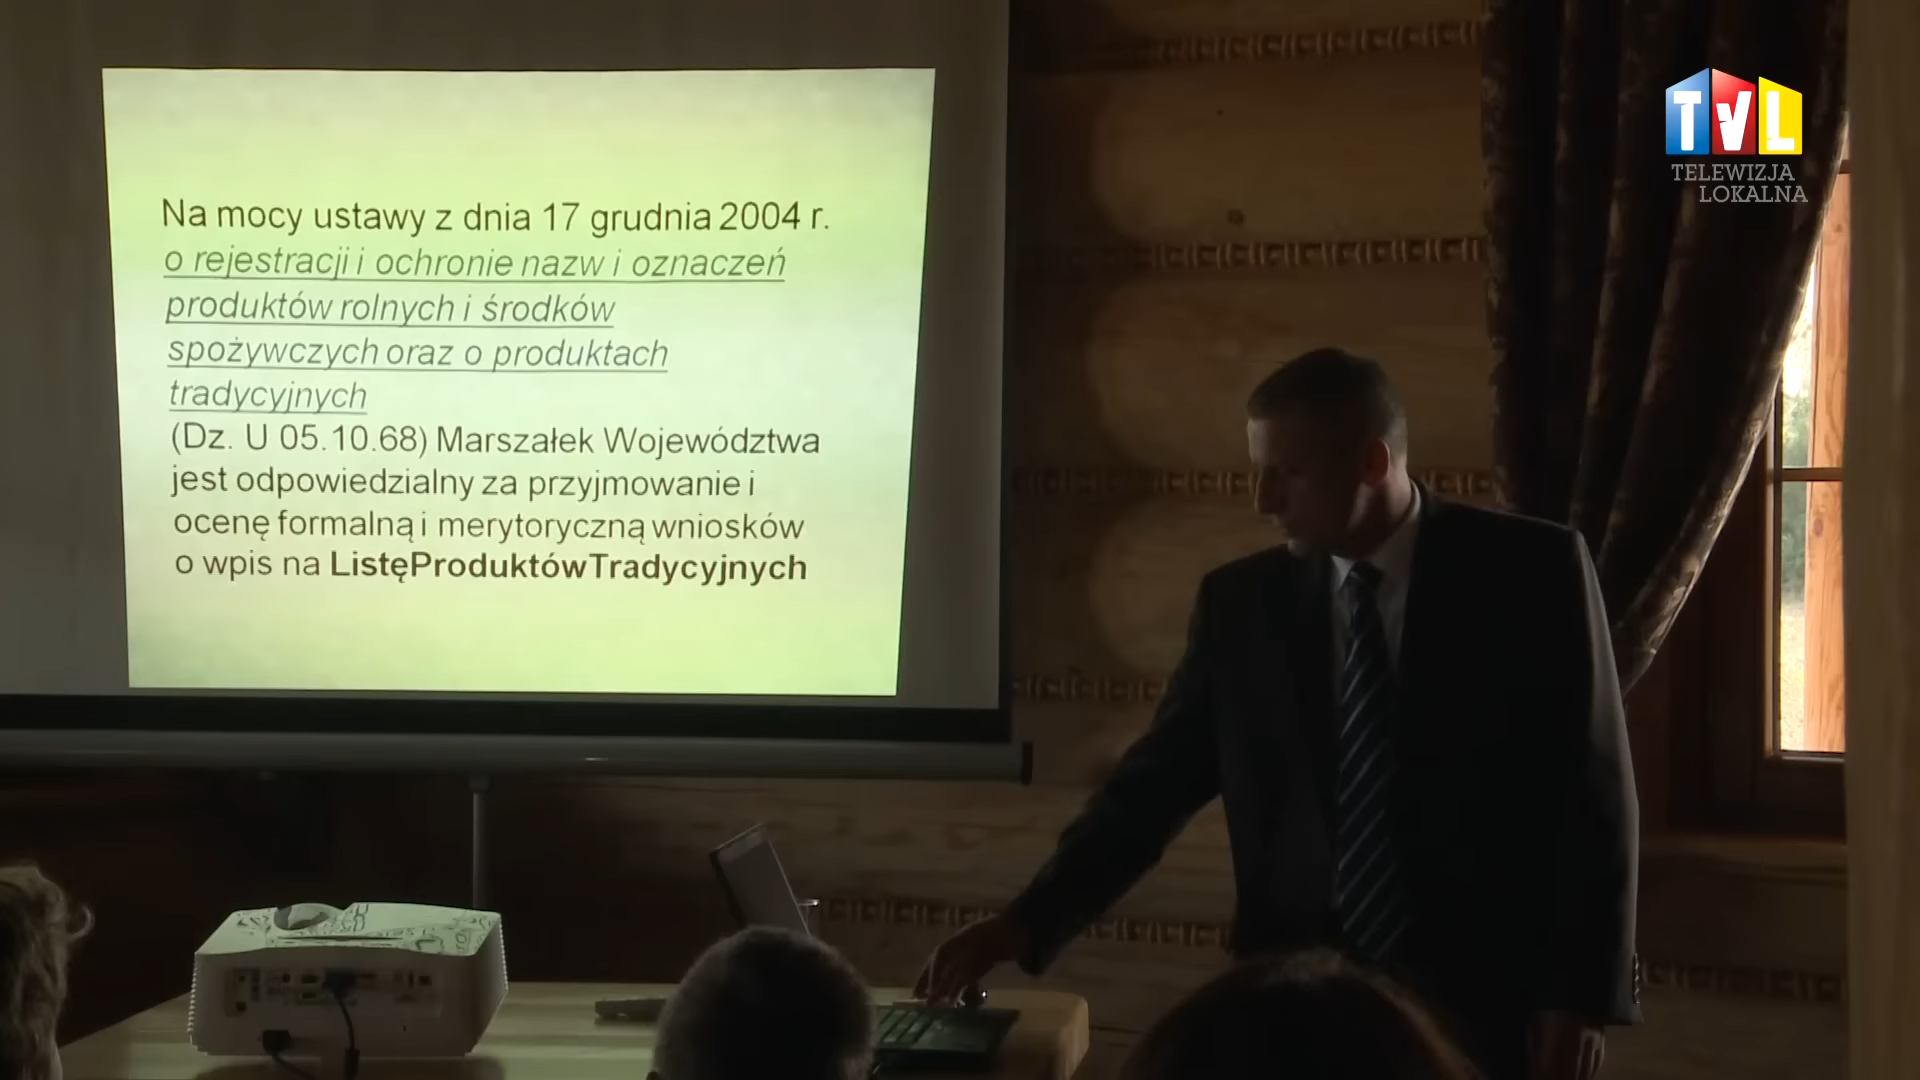 Na mocy ustawy z dnia 17 grudnia 2004 r.
o rejestracji i ochronie nazw i oznaczeń
produktów rolnych i środków
spożywczych oraz o produktach
tradycyjnych
(Dz. U 05.10.68) Marszałek Województwa
jest odpowiedzialny za przyjmowanie i
ocenę formalną i merytoryczną wniosków
o wpis na ListęProduktówTradycyjnych
TVL
TELEWIZJA
LOKALNA